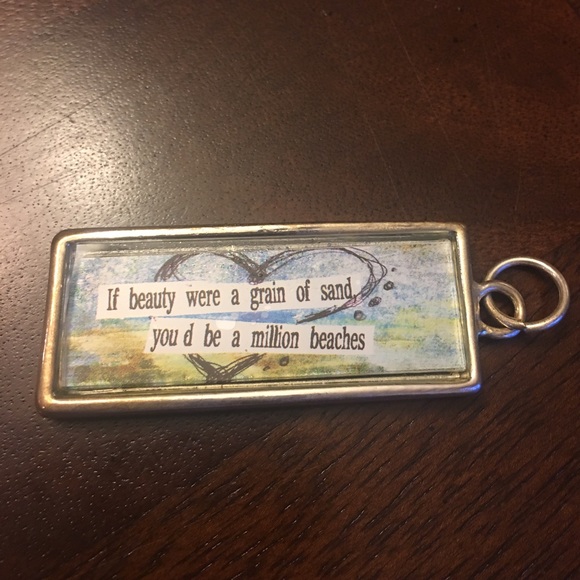 If beauty were a grain of sand,
you d be a million beaches